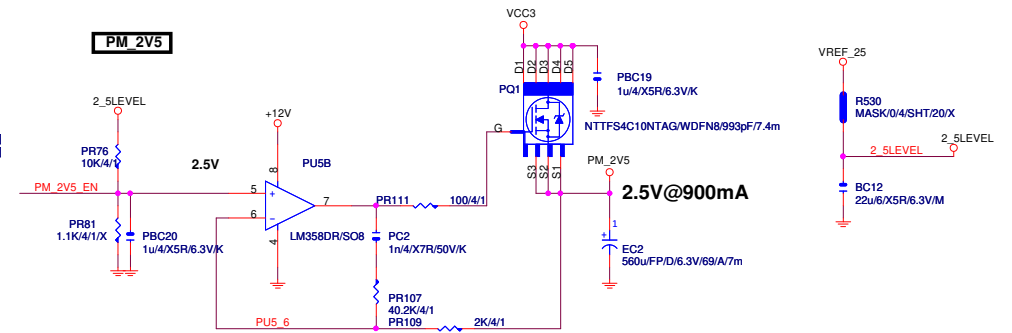 PM_2V5
2_5LEVEL
PR76
10K/4/1
PM_2V5_EN
PR81
1.1K/4/1/X
PBC20
1u/4/X5R/6.3V/K
2.5V
+12V
8
PU5B
5
+
6
-
7
4
LM358DR/SO8
PR111
100/4/1
PC2
1n/4/X7R/50V/K
PR107
40.2K/4/1
PR109
2K/4/1
PU5_6
VCC3
D1
D2
D3
D4
D5
PBC19
1u/4/X5R/6.3V/K
PQ1
G
NTTFS4C10NTAG/WDFN8/993pF/7.4m
S3
S2
S1
PM_2V5
2.5V@900mA
1
+
EC2
560u/FP/D/6.3V/69/A/7m
VREF_25
R530
MASK/0/4/SHT/20/X
2_5LEVEL
2_5LEVEL
BC12
22u/6/X5R/6.3V/M